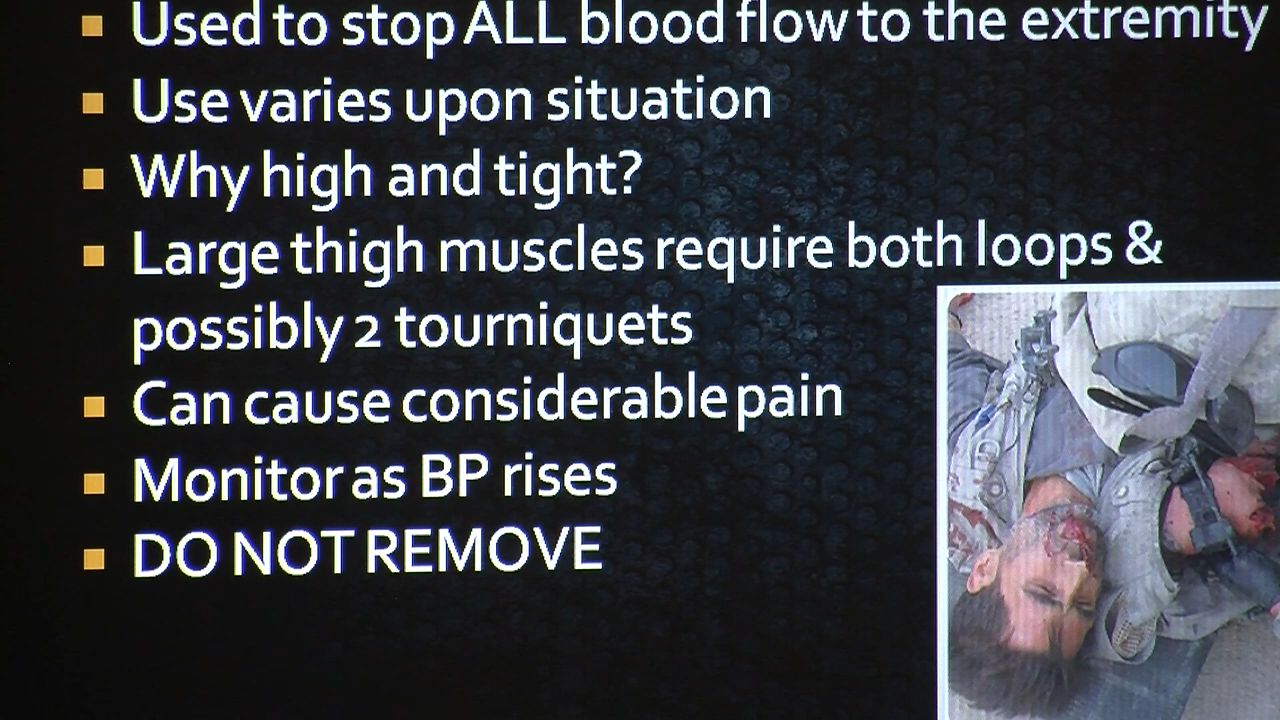 Used to stop ALL blood flow to the extremity
Use varies upon situation
Why high and tight?
Large thigh muscles require both loops &
possibly 2 tourniquets
Can cause considerable pain
Monitor as BP rises
DO NOT REMOVE